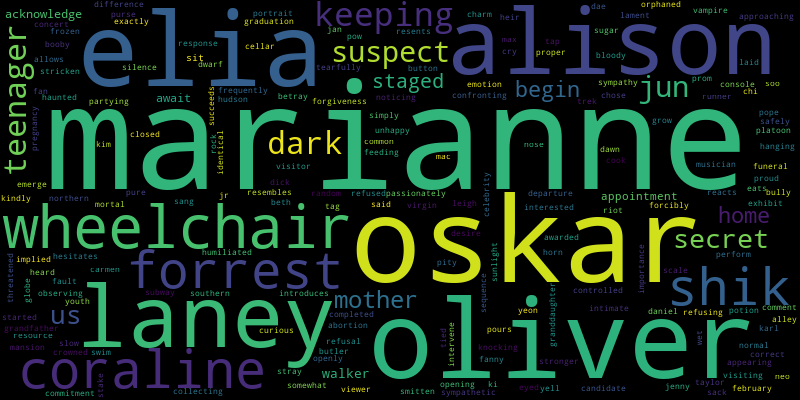 difference
purse
exactly
acknowledge
concert
frozen
booby
allows
stricken
fan
haunted
partying
teenager
pregnancy
kim
closed
elia
silence
dwarf
response
cellar
sit
portrait
graduation
frequently
hudson
succeeds
rock
identical
await
betray
jan
pow
resents
tearfully
button
keeping
charm
heir
suspect
staged
forgiveness
noticing
max
cry
tap
proper
dae
lament
sugar
bloody
orphaned
vampire
approaching
alison
laid
emotion
confronting
begin
sympathy
chose
trek
jun
prom
console
chi
soo
runner
marianne
dark
visitor
simply
unhappy
common
feeding
mac
nose
dawn
cook
grow
pope
safely
platoon
hanging
musician
funeral
proud
eats
bully
exhibit
reacts
emerge
kindly
northern
mortal
pure
sang
jr
resembles
beth
dick
random
tag
refused
passionately
said
virgin
leigh
celebrity
departure
interested
appointment
riot
forcibly
home
wheelchair
humiliated
oskar
desire
pity
sunlight
awarded
horn
importance
secret
perform
scale
implied
hesitates
threatened
heard
globe
fault
carmen
observing
youth
forrest
subway
southern
introduces
mother
completed
abortion
sequence
controlled
intimate
granddaughter
shik
daniel
refusing
potion
comment
alley
karl
us
started
grandfather
resource
mansion
slow
crowned
swim
laney
curious
refusal
butler
openly
oliver
tied
intervene
pours
yeon
knocking
fanny
stronger
wet
normal
correct
appearing
visiting
neo
coraline
stake
commitment
collecting
stray
somewhat
walker
viewer
smitten
opening
ki
sympathetic
eyed
yell
candidate
jenny
taylor
sack
february